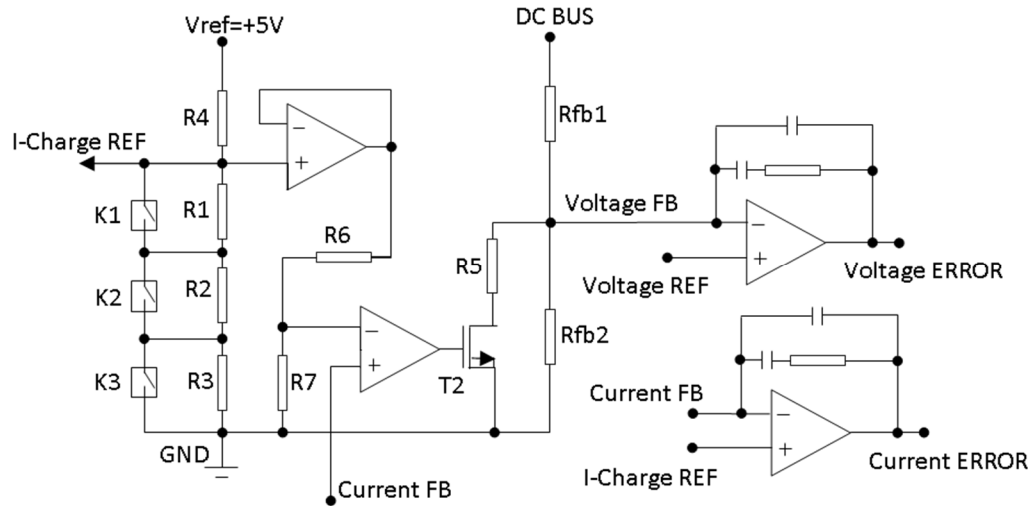 DC BUS
Vref=+5V
R4
Rfb1
I-Charge REF
−
+
K1
R1
Voltage FB
R6
−
+
R5
Voltage REF
Voltage ERROR
K2
R2
−
+
T2
Rfb2
K3
R3
R7
Current FB
−
+
GND
I-Charge REF
Current ERROR
Current FB